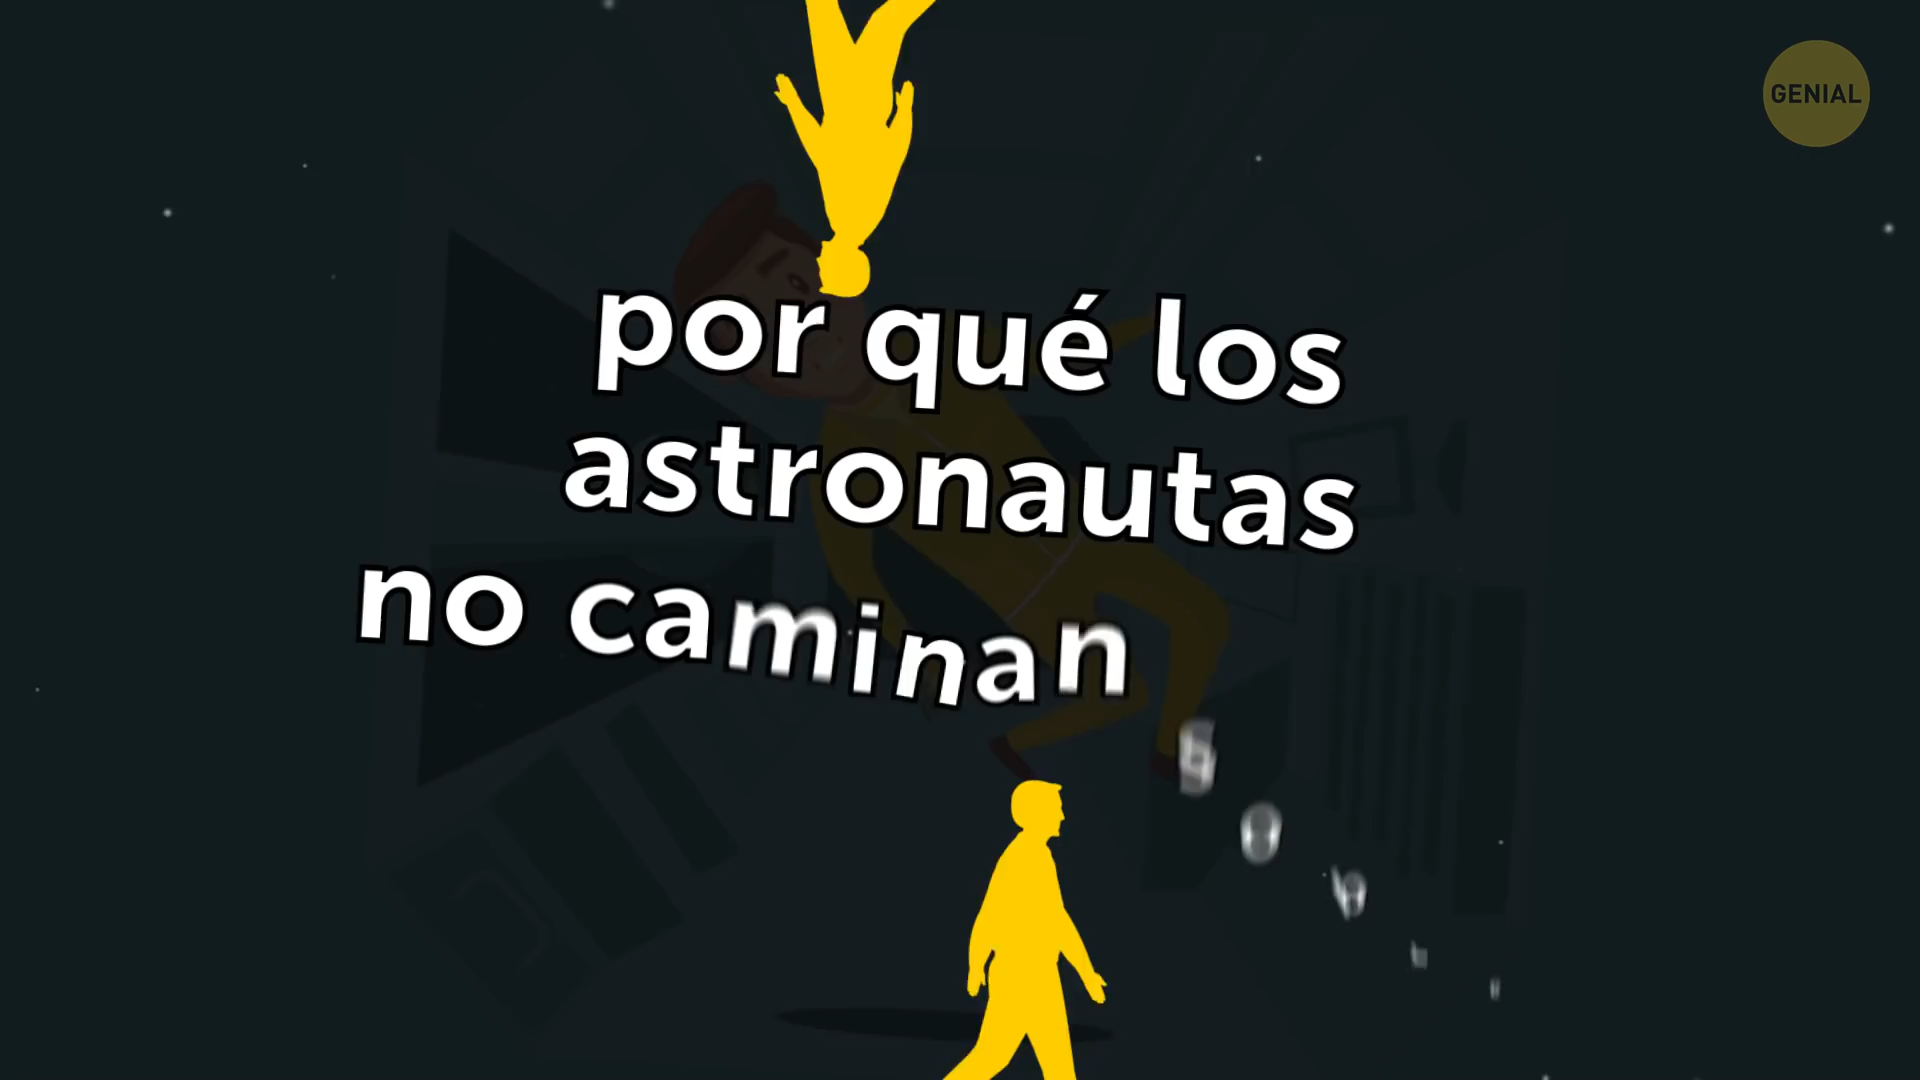 GENIAL
por qué los
astronautas
no caminan